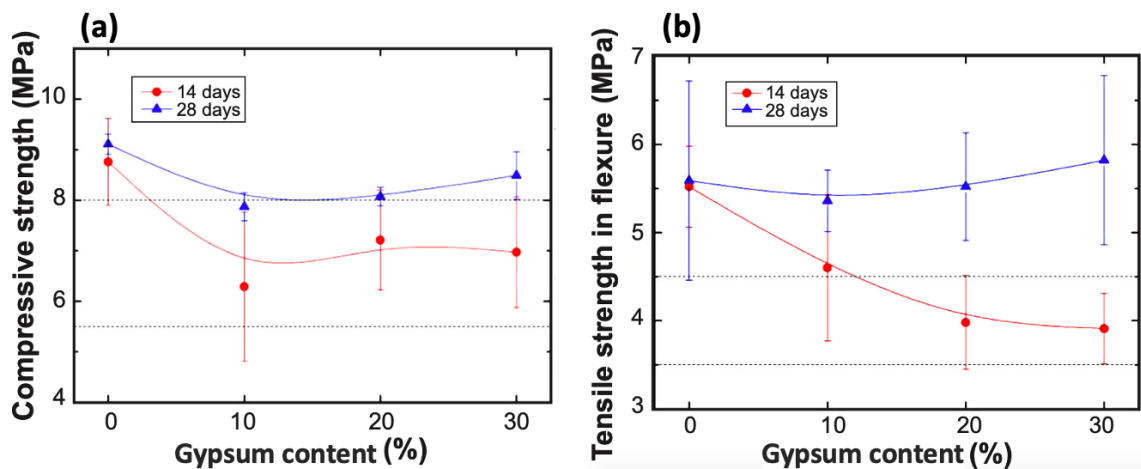 (a)
Compressive strength (MPa)
10
8
6
4
14 days
28 days
0 10 20 30
Gypsum content (%)
(b)
Tensile strength in flexure (MPa)
7
6
5
4
3
14 days
28 days
0 10 20 30
Gypsum content (%)